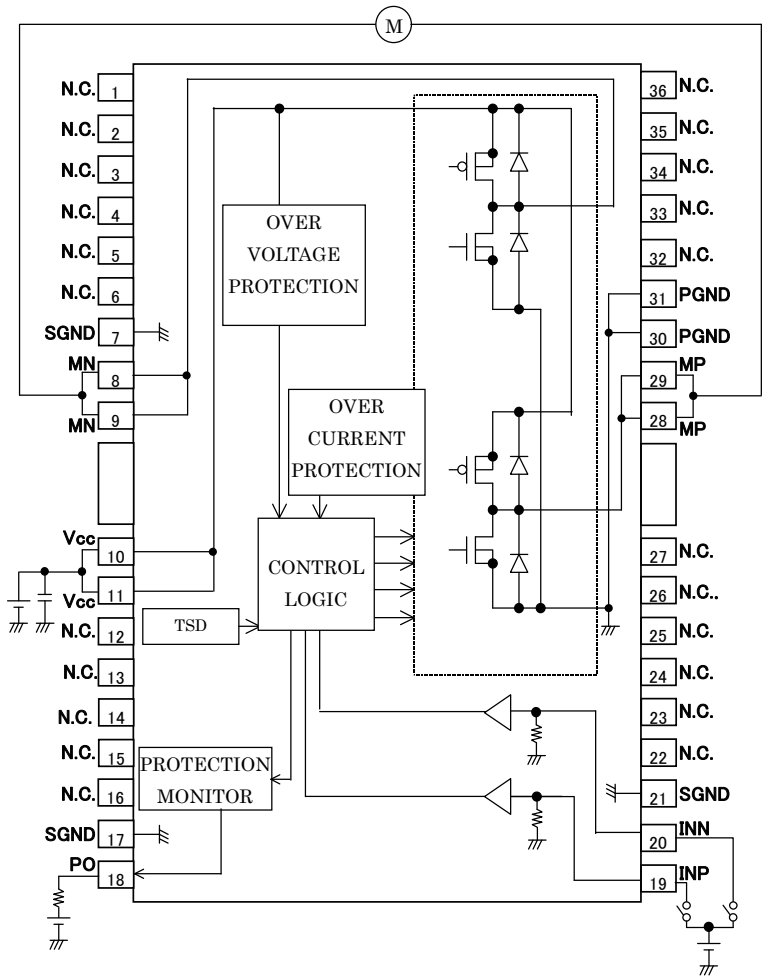 M
N.C. 1
N.C. 2
N.C. 3
N.C. 4
N.C. 5
N.C. 6
SGND 7
MN
8
9
MN
Vcc
10
11
Vcc
N.C. 12
N.C. 13
N.C. 14
N.C. 15
N.C. 16
SGND 17
PO
18
OVER
VOLTAGE
PROTECTION
OVER
CURRENT
PROTECTION
CONTROL
LOGIC
TSD
PROTECTION
MONITOR
36 N.C.
35 N.C.
34 N.C.
33 N.C.
32 N.C.
31 PGND
30 PGND
MP
29
28
MP
27 N.C.
26 N.C..
25 N.C.
24 N.C.
23 N.C.
22 N.C.
21 SGND
INN
20
INP
19